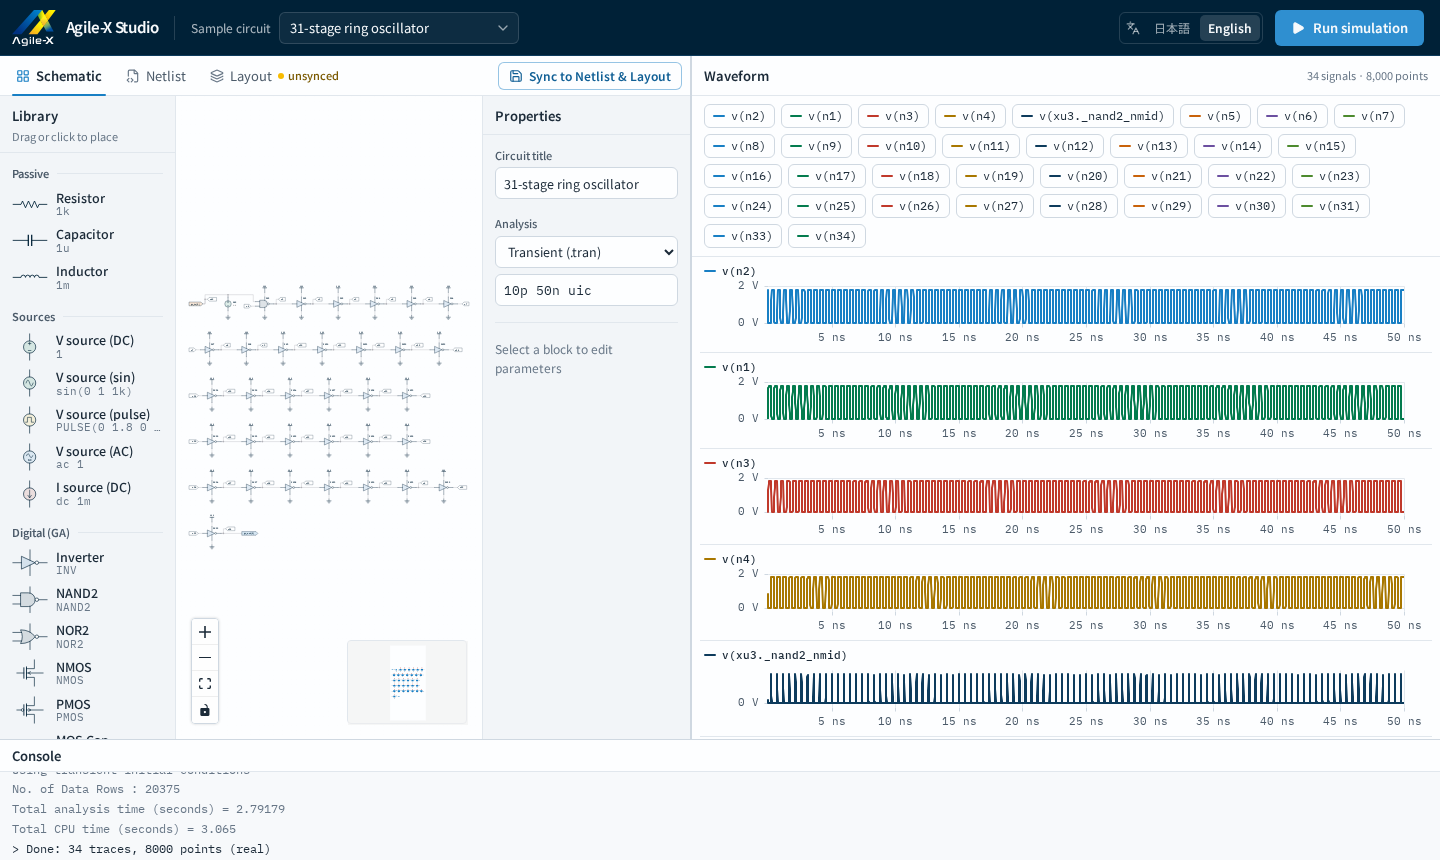 Agile-X
Agile-X Studio
Sample circuit
31-stage ring oscillator
日本語
English
Run simulation
Schematic
Netlist
Layout
unsynced
Sync to Netlist & Layout
Library
Drag or click to place
Passive
Resistor
1k
Capacitor
1u
Inductor
1m
Sources
V source (DC)
1
V source (sin)
sin(0 1 1k)
V source (pulse)
PULSE(0 1.8 0 …
V source (AC)
ac 1
I source (DC)
dc 1m
Digital (GA)
Inverter
INV
NAND2
NAND2
NOR2
NOR2
NMOS
NMOS
PMOS
PMOS
Properties
Circuit title
31-stage ring oscillator
Analysis
Transient (.tran)
10p 50n uic
Select a block to edit
parameters
Waveform
34 signals · 8,000 points
v(n2) v(n1) v(n3) v(n4) v(xu3._nand2_nmid) v(n5) v(n6) v(n7)
v(n8) v(n9) v(n10) v(n11) v(n12) v(n13) v(n14) v(n15)
v(n16) v(n17) v(n18) v(n19) v(n20) v(n21) v(n22) v(n23)
v(n24) v(n25) v(n26) v(n27) v(n28) v(n29) v(n30) v(n31)
v(n33) v(n34)
v(n2)
2 V
0 V
5 ns 10 ns 15 ns 20 ns 25 ns 30 ns 35 ns 40 ns 45 ns 50 ns
v(n1)
2 V
0 V
5 ns 10 ns 15 ns 20 ns 25 ns 30 ns 35 ns 40 ns 45 ns 50 ns
v(n3)
2 V
0 V
5 ns 10 ns 15 ns 20 ns 25 ns 30 ns 35 ns 40 ns 45 ns 50 ns
v(n4)
2 V
0 V
5 ns 10 ns 15 ns 20 ns 25 ns 30 ns 35 ns 40 ns 45 ns 50 ns
v(xu3._nand2_nmid)
0 V
5 ns 10 ns 15 ns 20 ns 25 ns 30 ns 35 ns 40 ns 45 ns 50 ns
Console
No. of Data Rows : 20375
Total analysis time (seconds) = 2.79179
Total CPU time (seconds) = 3.065
> Done: 34 traces, 8000 points (real)